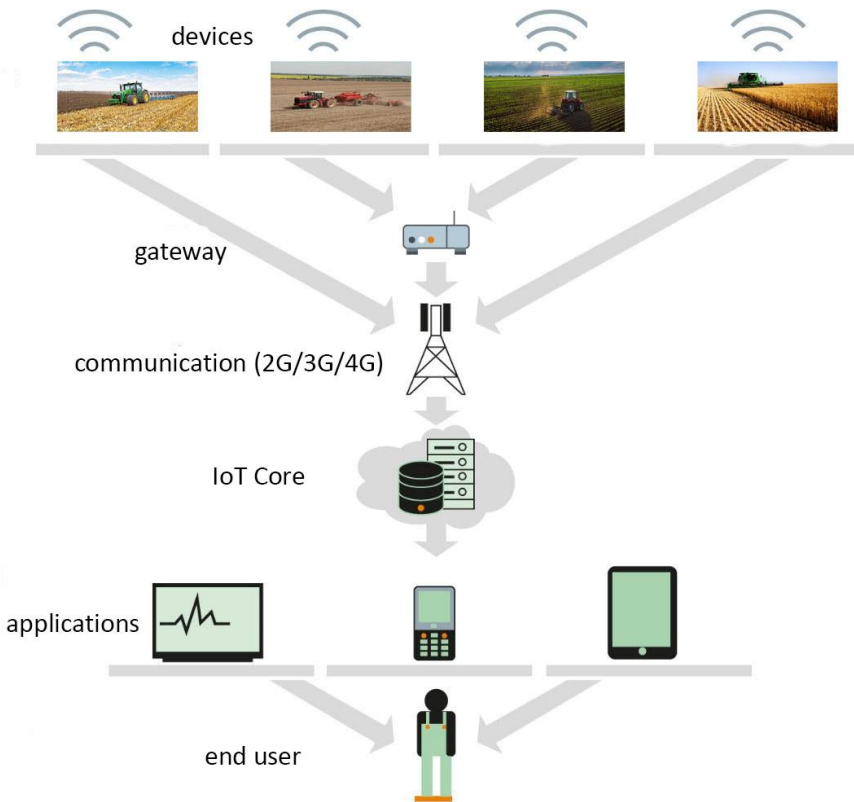 devices
gateway
communication (2G/3G/4G)
IoT Core
applications
end user